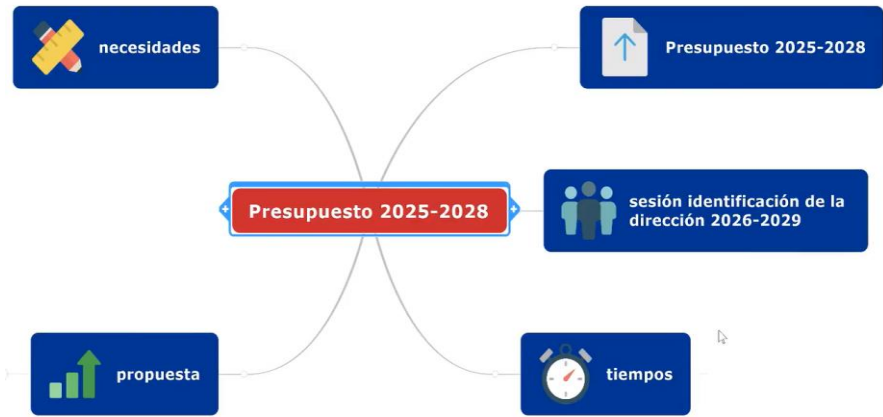 necesidades
Presupuesto 2025-2028
Presupuesto 2025-2028
sesión identificación de la
dirección 2026-2029
propuesta
tiempos